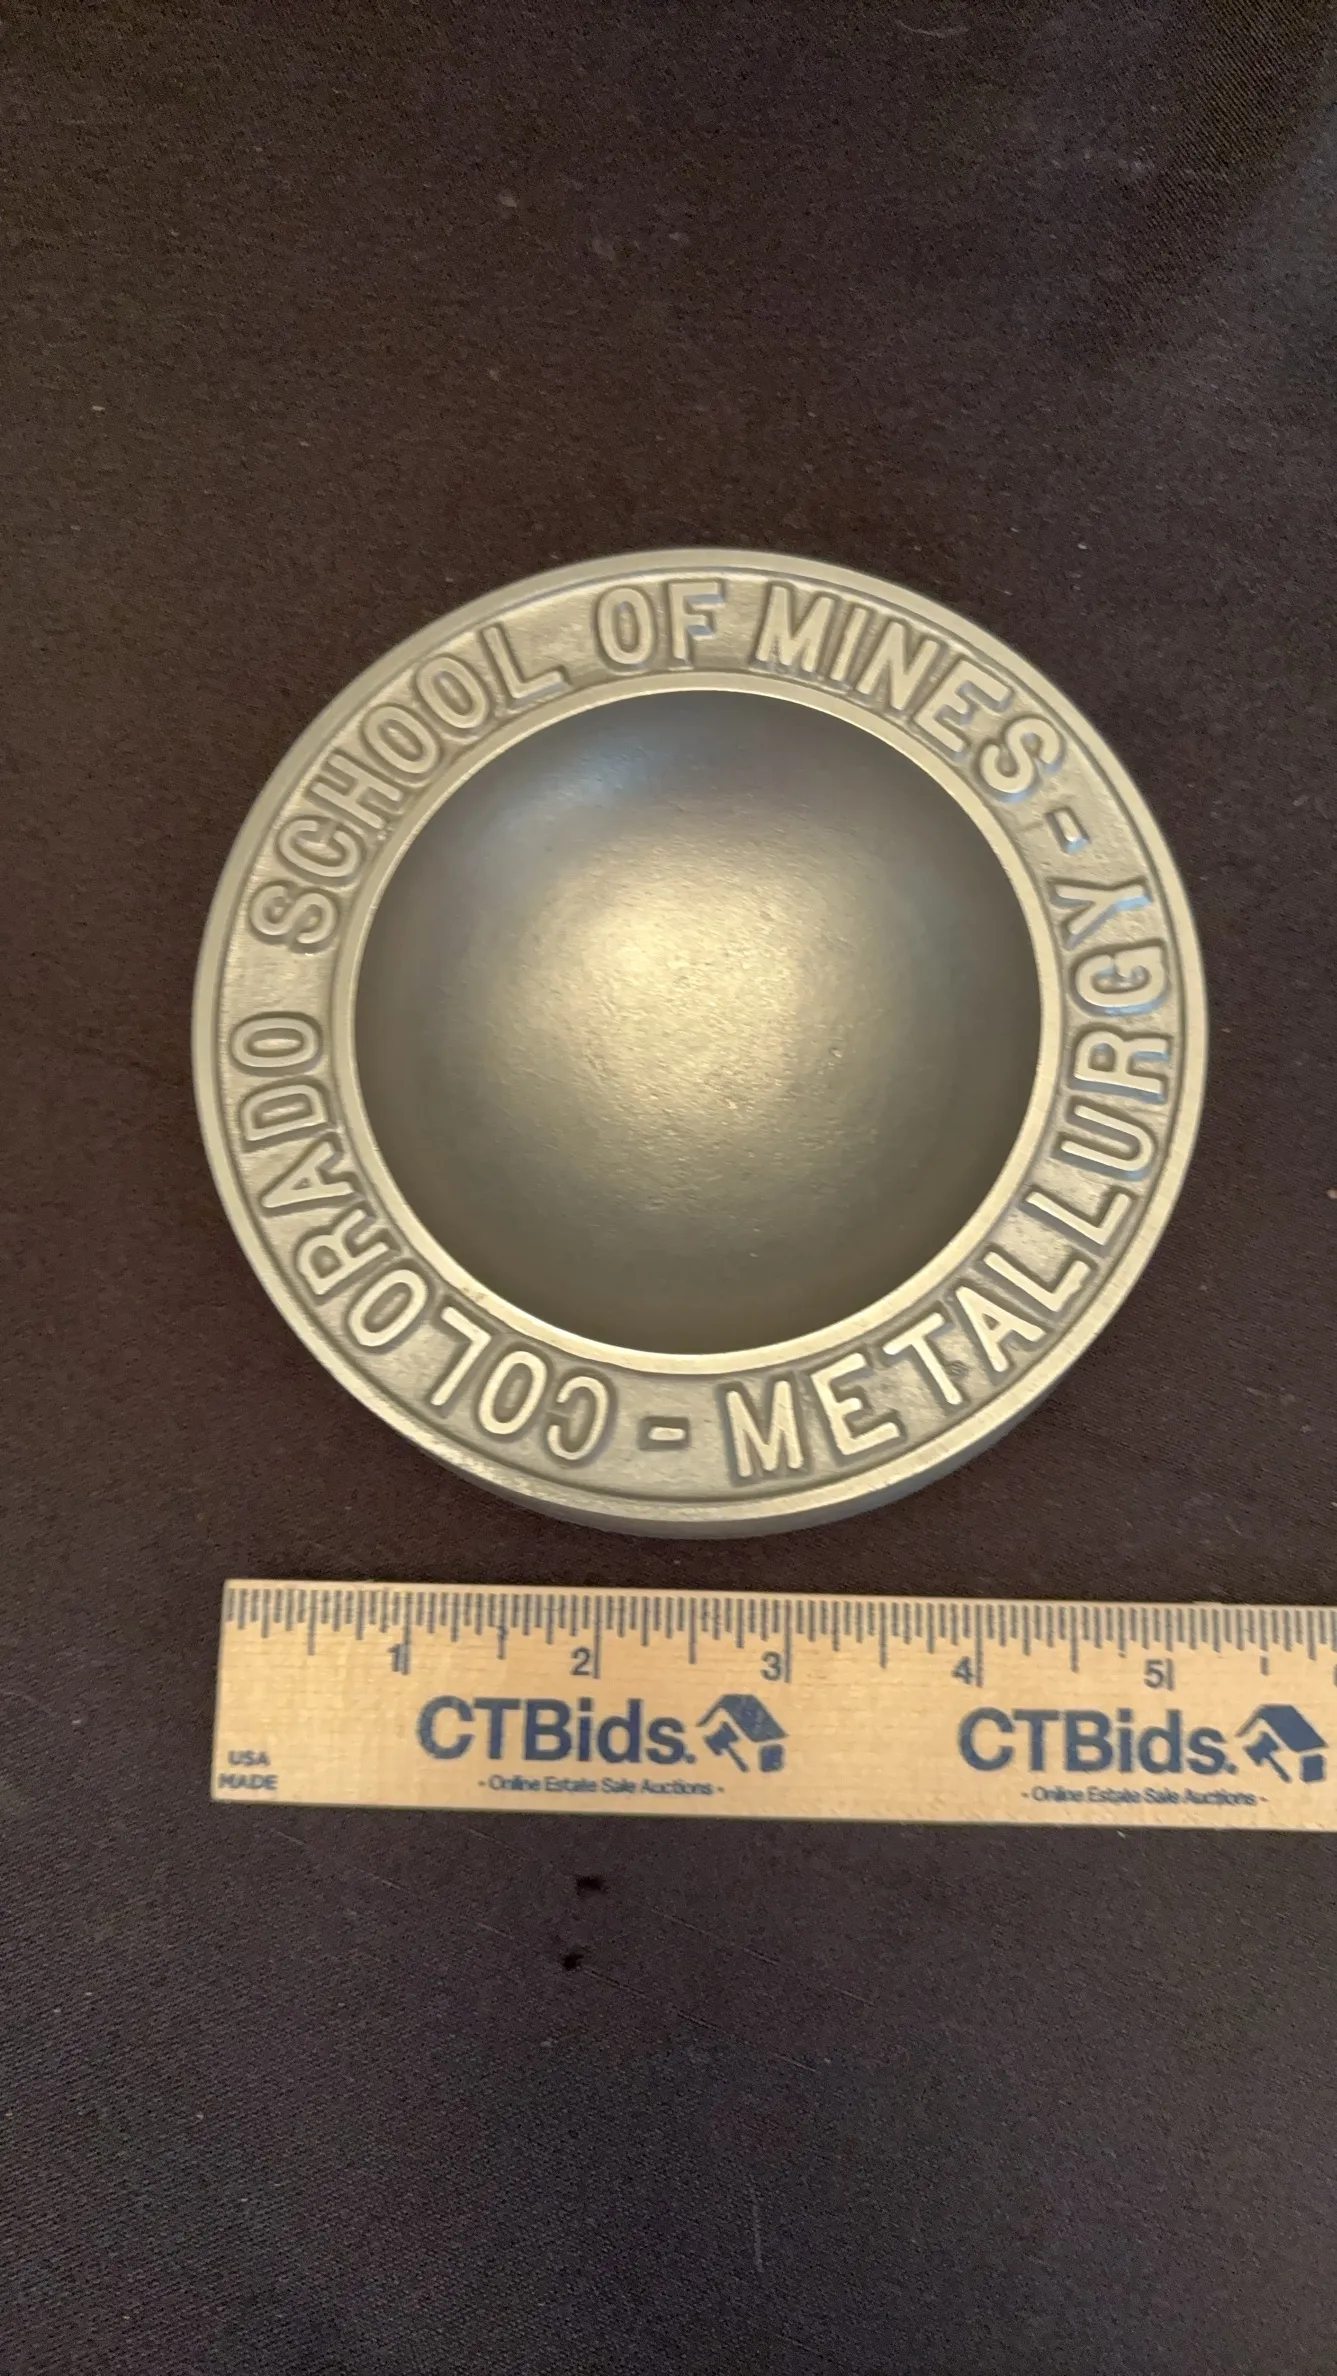 COLORADO SCHOOL OF MINES -
METALLURGY -
1 2 3 4 5
CTBids. CTBids.
- Online Estate Sale Auctions - - Online Estate Sale Auctions -
USA
MADE